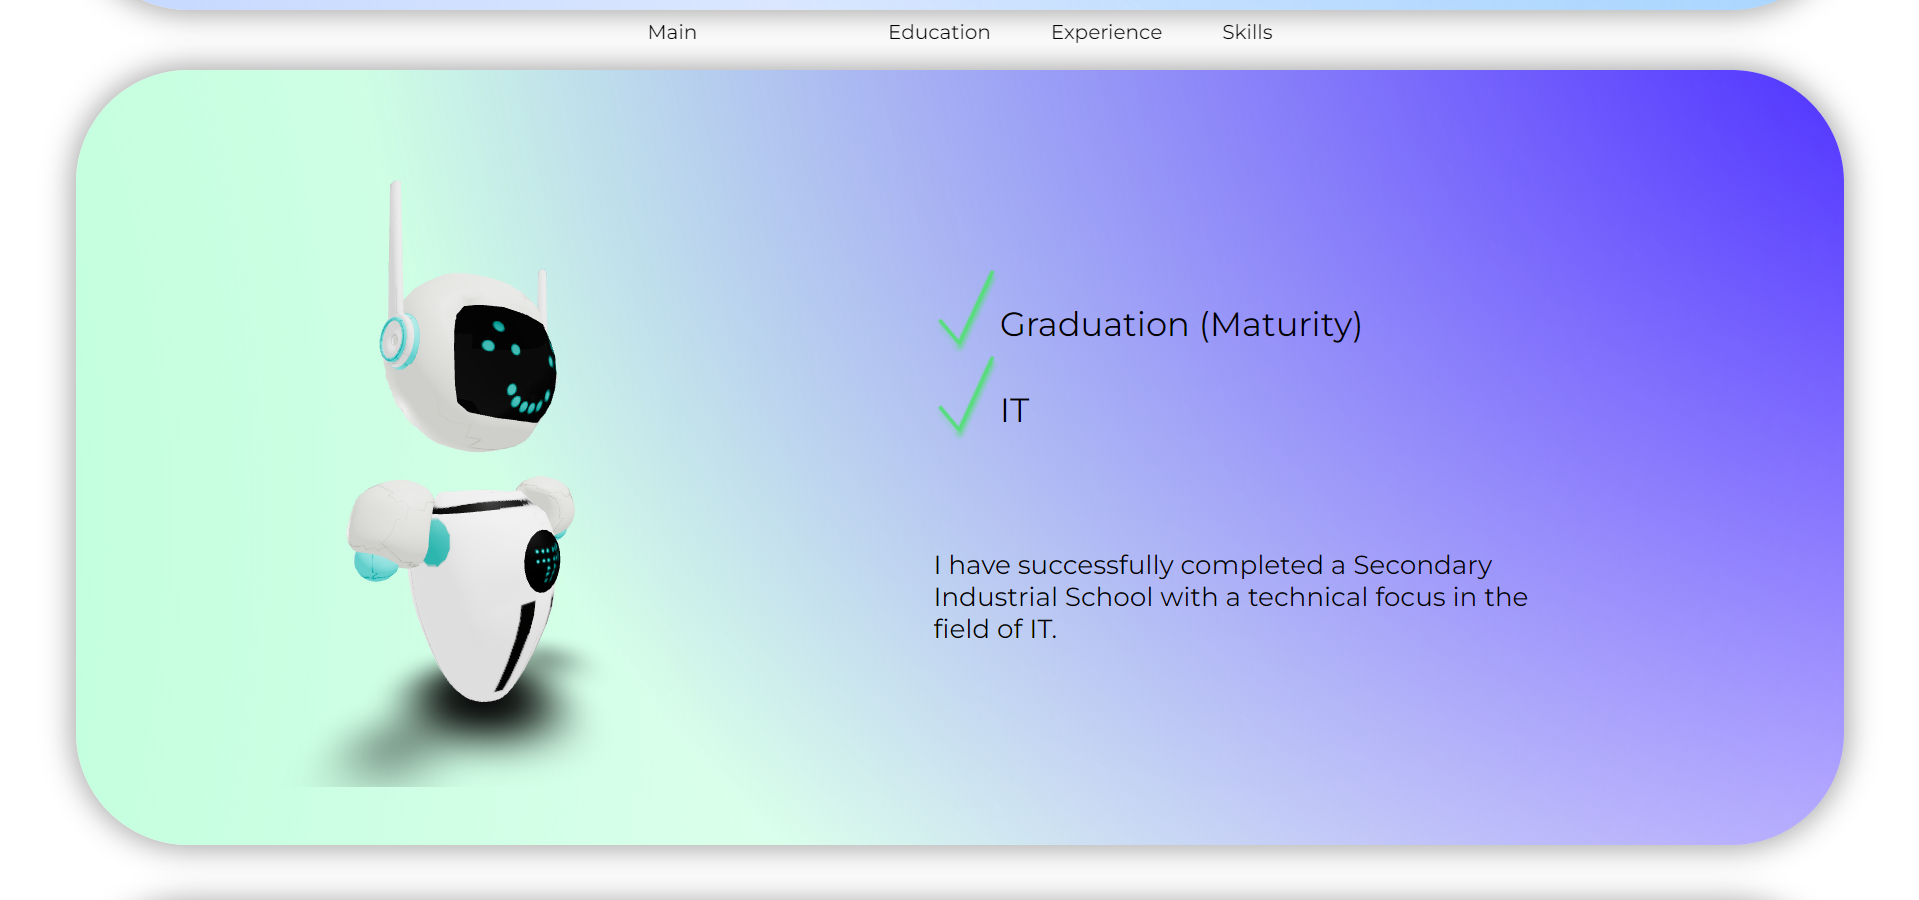 Main Education Experience Skills
Graduation (Maturity)
IT
I have successfully completed a Secondary
Industrial School with a technical focus in the
field of IT.